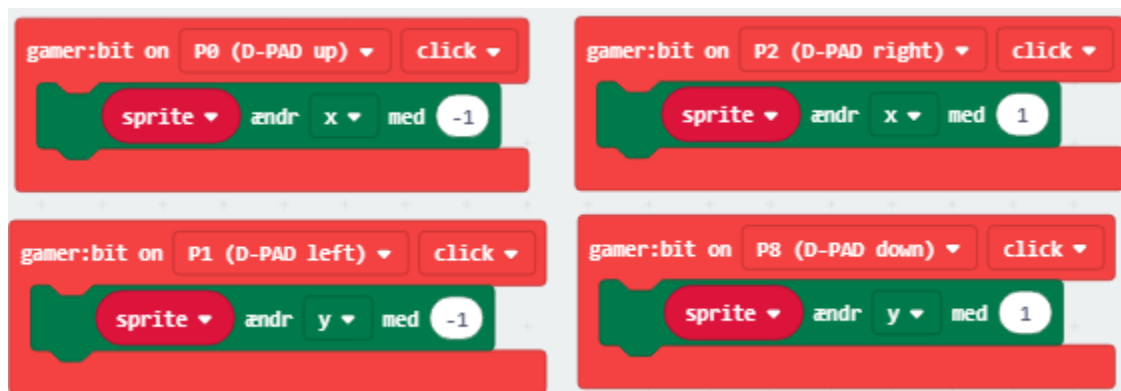 gamer:bit on P0 (D-PAD up) click
sprite ændr x med -1
gamer:bit on P2 (D-PAD right) click
sprite ændr x med 1
gamer:bit on P1 (D-PAD left) click
sprite ændr y med -1
gamer:bit on P8 (D-PAD down) click
sprite ændr y med 1